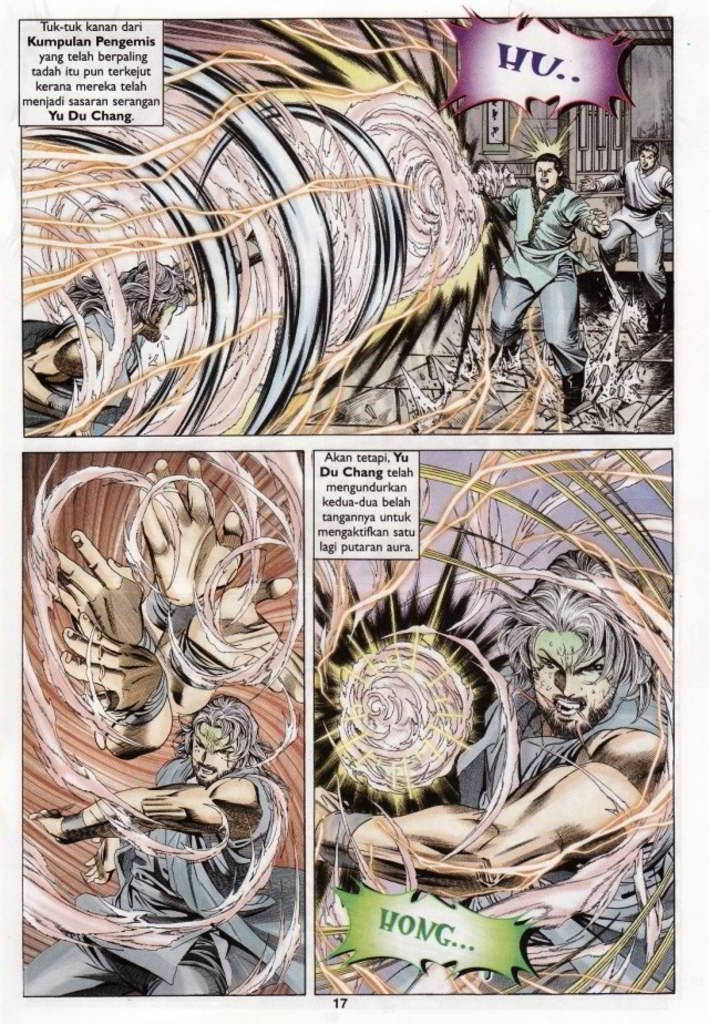 Tuk-tuk kanan dari
Kumpulan Pengemis
yang telah berpaling
tadah itu pun terkejut
kerana mereka telah
menjadi sasaran serangan
Yu Du Chang.
HU..
Akan tetapi, Yu
Du Chang telah
mengundurkan
kedua-dua belah
tangannya untuk
mengaktifkan satu
lagi putaran aura.
HONG...
17